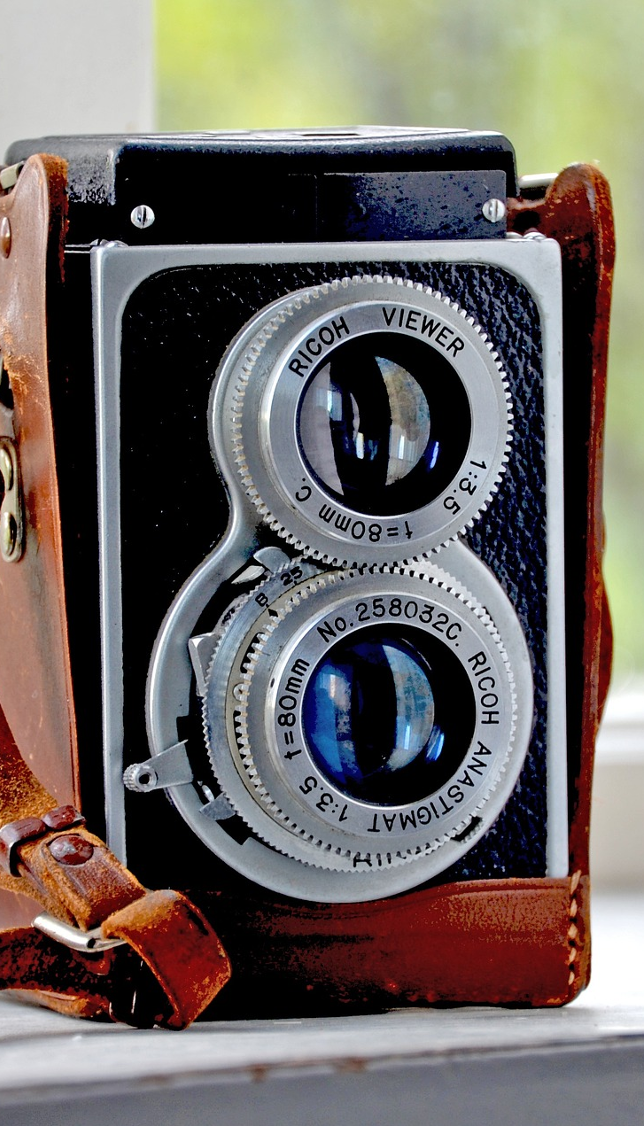 RICOH VIEWER
1:3.5 f=80mm C.
B 25
No.258032C. RICOH ANASTIGMAT 1:3.5 f=80mm